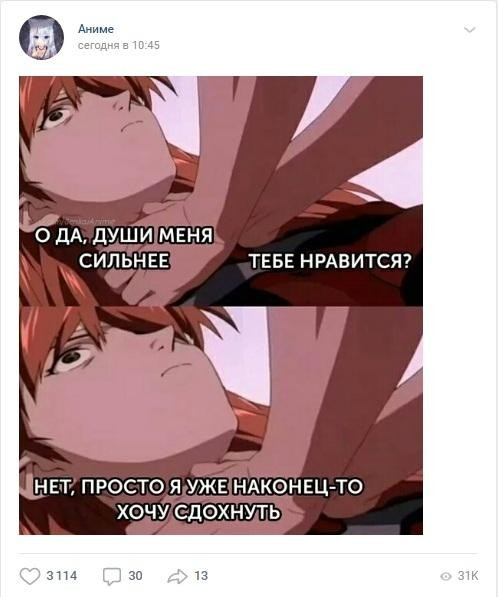 Аниме
сегодня в 10:45
О ДА, ДУШИ МЕНЯ
СИЛЬНЕЕ
ТЕБЕ НРАВИТСЯ?
НЕТ, ПРОСТО Я УЖЕ НАКОНЕЦ-ТО
ХОЧУ СДОХНУТЬ
3 114
30
13
31K